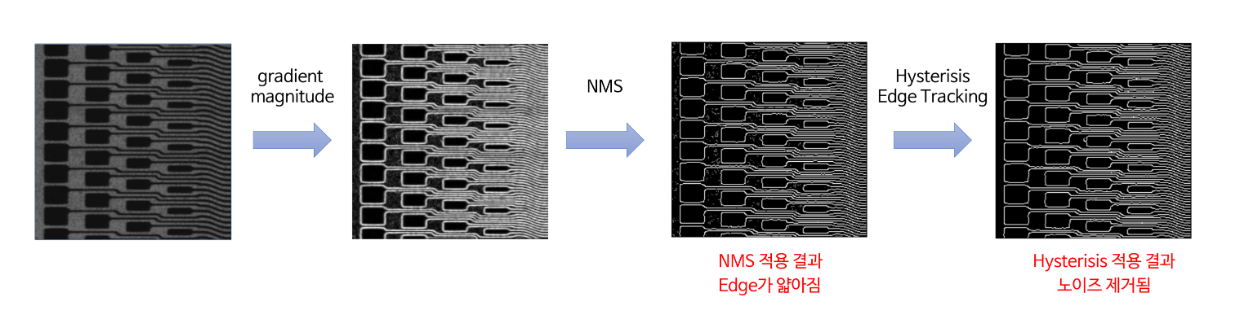 gradient
magnitude
NMS
Hysterisis
Edge Tracking
NMS 적용 결과
Edge가 얇아짐
Hysterisis 적용 결과
노이즈 제거됨